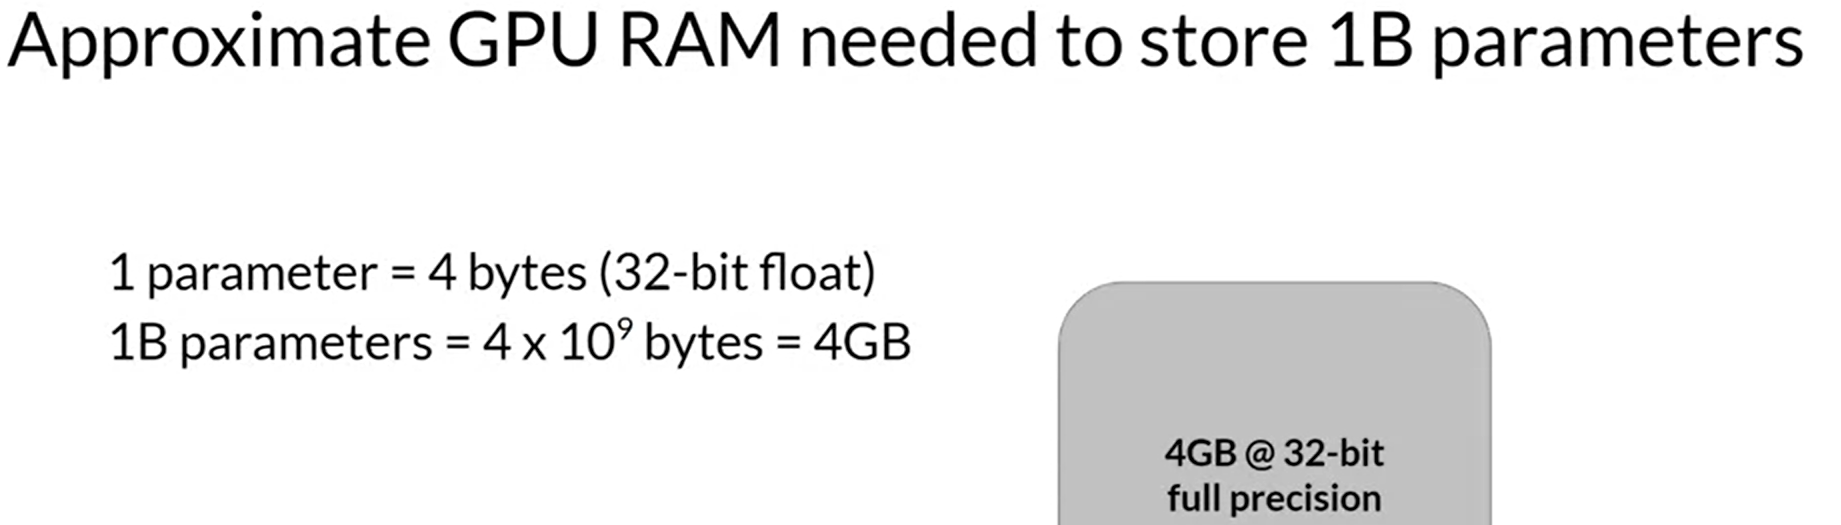 Approximate GPU RAM needed to store 1B parameters
1 parameter = 4 bytes (32-bit float)
1B parameters = 4 x 10⁹ bytes = 4GB
4GB @ 32-bit
full precision